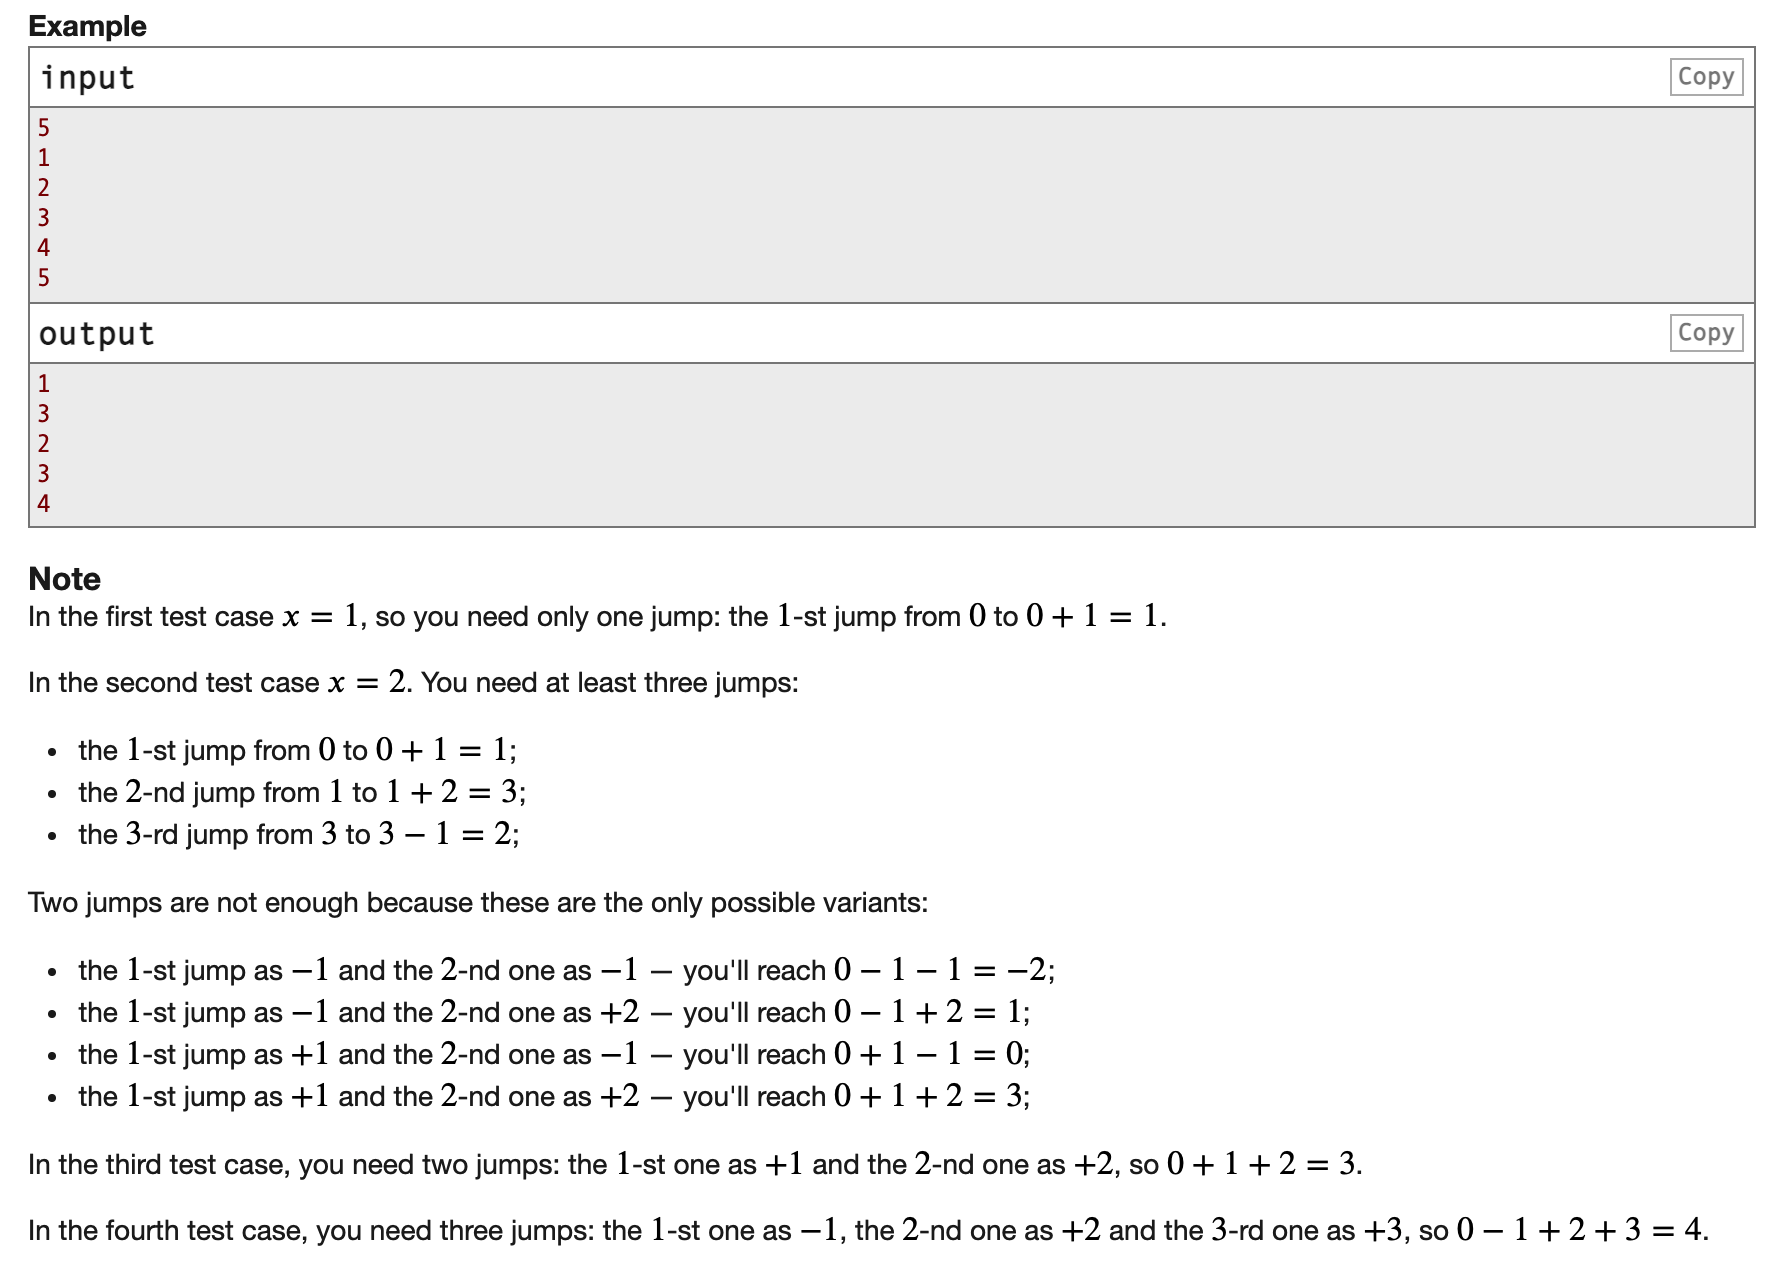 Example
input
Copy
5
1
2
3
4
5
output
Copy
1
3
2
3
4
Note
In the first test case x = 1, so you need only one jump: the 1-st jump from 0 to 0 + 1 = 1.
In the second test case x = 2. You need at least three jumps:
• the 1-st jump from 0 to 0 + 1 = 1;
• the 2-nd jump from 1 to 1 + 2 = 3;
• the 3-rd jump from 3 to 3 − 1 = 2;
Two jumps are not enough because these are the only possible variants:
• the 1-st jump as −1 and the 2-nd one as −1 — you'll reach 0 − 1 − 1 = −2;
• the 1-st jump as −1 and the 2-nd one as +2 — you'll reach 0 − 1 + 2 = 1;
• the 1-st jump as +1 and the 2-nd one as −1 — you'll reach 0 + 1 − 1 = 0;
• the 1-st jump as +1 and the 2-nd one as +2 — you'll reach 0 + 1 + 2 = 3;
In the third test case, you need two jumps: the 1-st one as +1 and the 2-nd one as +2, so 0 + 1 + 2 = 3.
In the fourth test case, you need three jumps: the 1-st one as −1, the 2-nd one as +2 and the 3-rd one as +3, so 0 − 1 + 2 + 3 = 4.